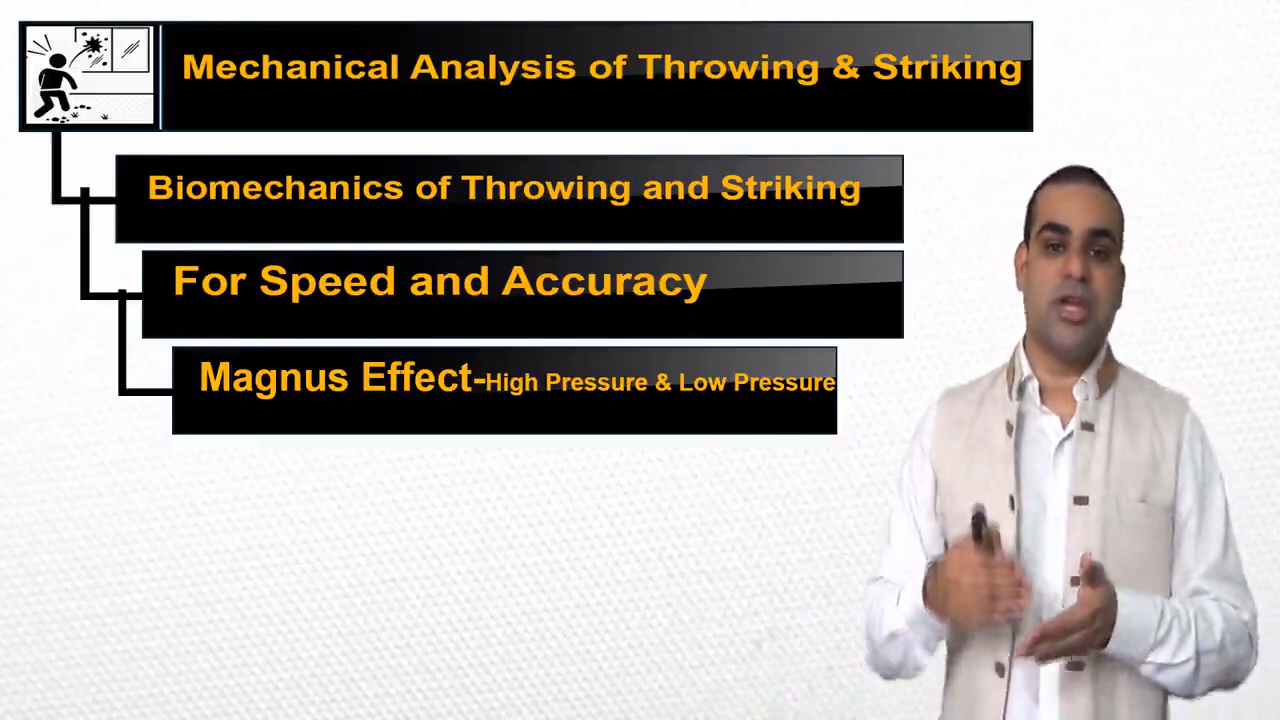 Mechanical Analysis of Throwing & Striking
Biomechanics of Throwing and Striking
For Speed and Accuracy
Magnus Effect-High Pressure & Low Pressure